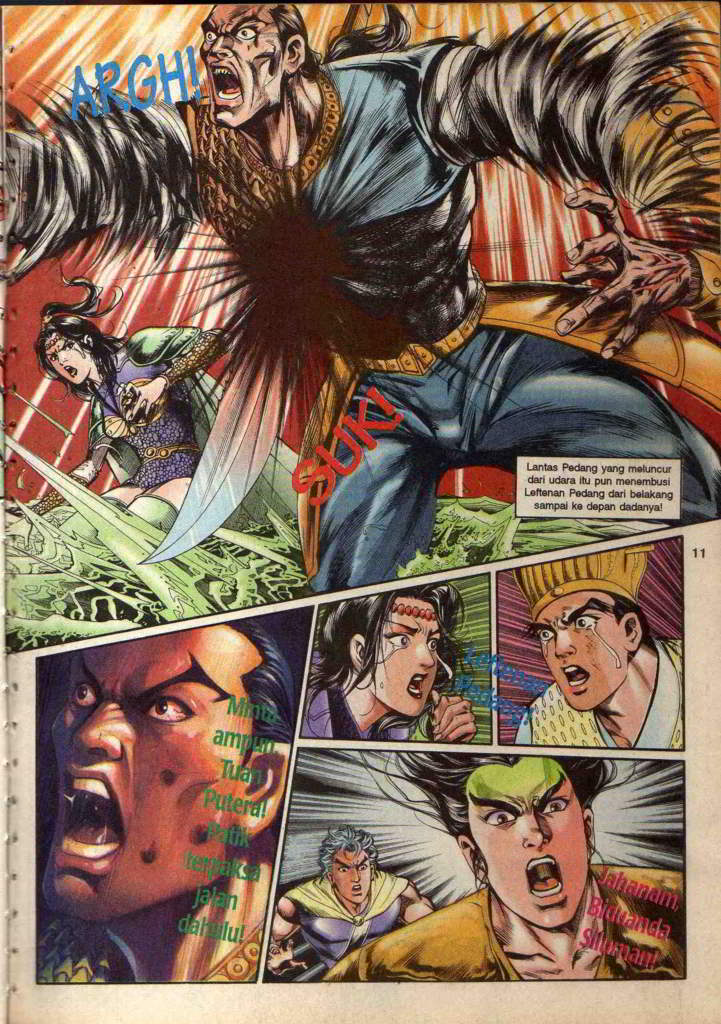 ARGH!
SUK!
Lantas Pedang yang meluncur
dari udara itu pun menembusi
Leftenan Pedang dari belakang
sampai ke depan dadanya!
11
Leftenan
Pedang!
Mintu
ampun
Tuan
Putera!
Patik
terpaksa
jalan
dahulu!
Jahanam
Biduanda
Siluman!